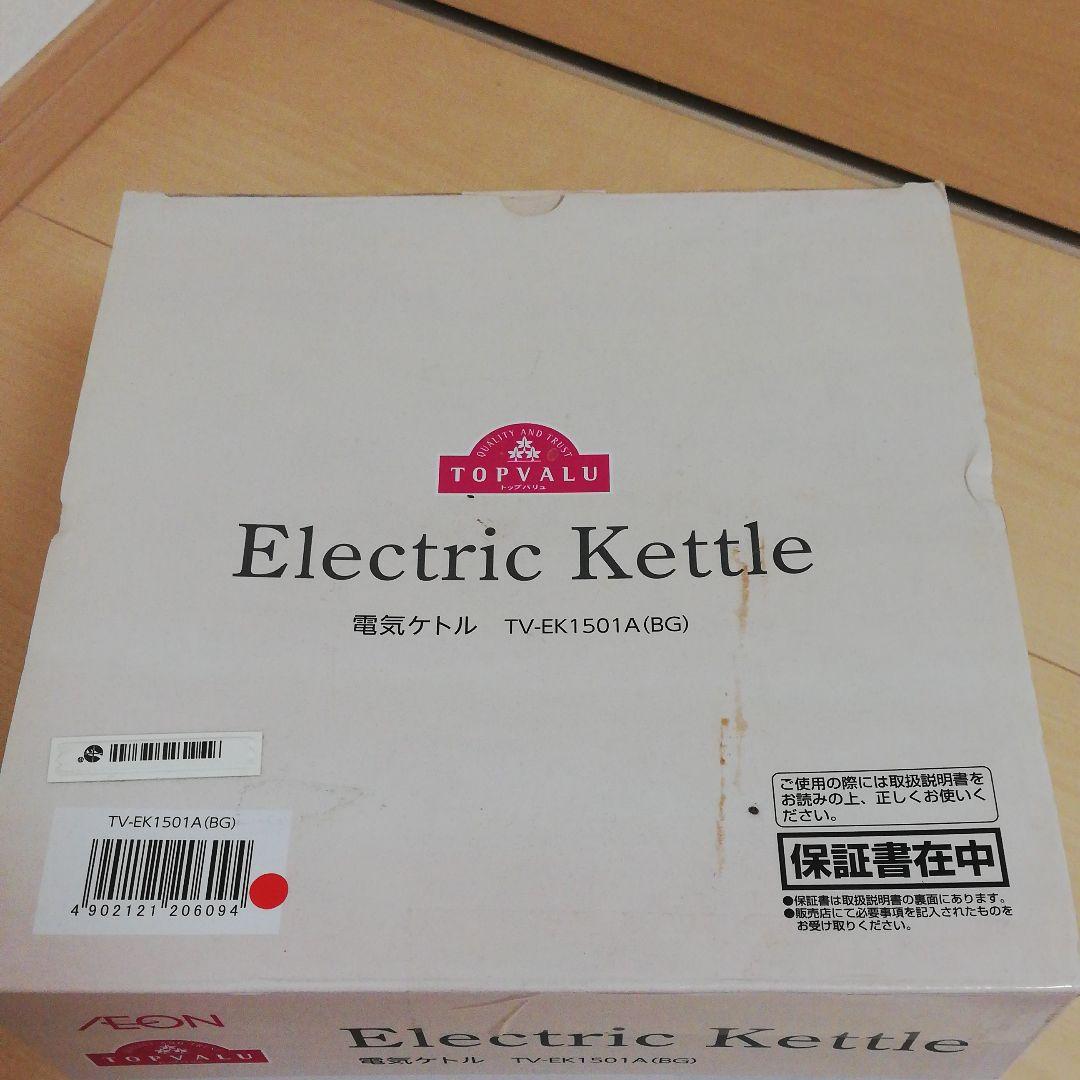 QUALITY AND TRUST
TOPVALU
トップバリュ
Electric Kettle
電気ケトル TV-EK1501A(BG)
TV-EK1501A(BG)
4 902121 206094
ご使用の際には取扱説明書を
お読みの上、正しくお使いく
ださい。
保証書在中
●保証書は取扱説明書の裏面にあります。
●販売店にて必要事項を記入されたものを
お受け取りください。
ÆON
TOPVALU
Electric Kettle
電気ケトル TV-EK1501A(BG)